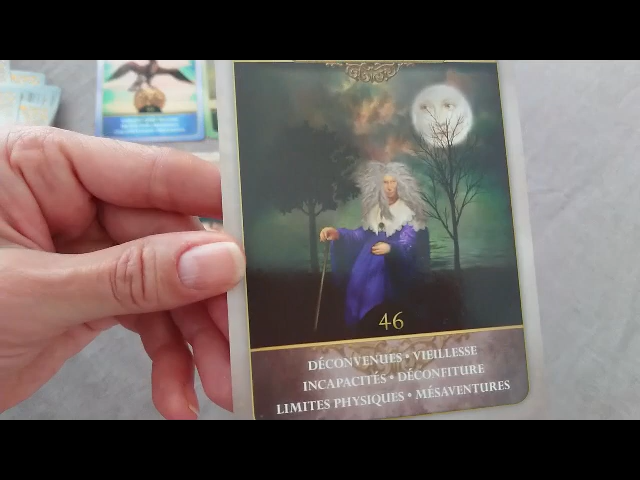 46
DÉCONVENUES • VIEILLESSE
INCAPACITÉS • DÉCONFITURE
LIMITES PHYSIQUES • MÉSAVENTURES